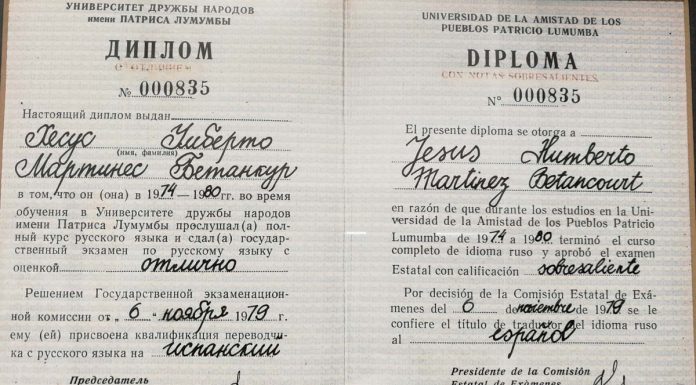 УНИВЕРСИТЕТ ДРУЖБЫ НАРОДОВ
имени ПАТРИСА ЛУМУМБЫ
ДИПЛОМ
С ОТЛИЧИЕМ
№ 000835
Настоящий диплом выдан
Хесус Умберто
(имя, фамилия)
Мартинес Бетанкур
в том, что он (она) в 1974—1980 гг. во время
обучения в Университете дружбы народов
имени Патриса Лумумбы прослушал(а) пол-
ный курс русского языка и сдал(а) государ-
ственный экзамен по русскому языку с
оценкой отлично
Решением Государственной экзаменацион-
ной комиссии от „ 6 “ ноября 1979 г.
ему (ей) присвоена квалификация переводчи-
ка с русского языка на испанский
Председатель
UNIVERSIDAD DE LA AMISTAD DE LOS
PUEBLOS PATRICIO LUMUMBA
DIPLOMA
CON NOTAS SOBRESALIENTES
N° 000835
El presente diploma se otorga a
Jesus Humberto
Martinez Betancourt
en razón de que durante los estudios en la Uni-
versidad de la Amistad de los Pueblos Patricio
Lumumba de 1974 a 1980 terminó el curso
completo de idioma ruso y aprobó el examen
Estatal con calificación sobresaliente
Por decisión de la Comisión Estatal de Exá-
menes del 6 de noviembre de 1979 se le
confiere el título de traductor del idioma ruso
al español
Presidente de la Comisión
Estatal de Exámenes